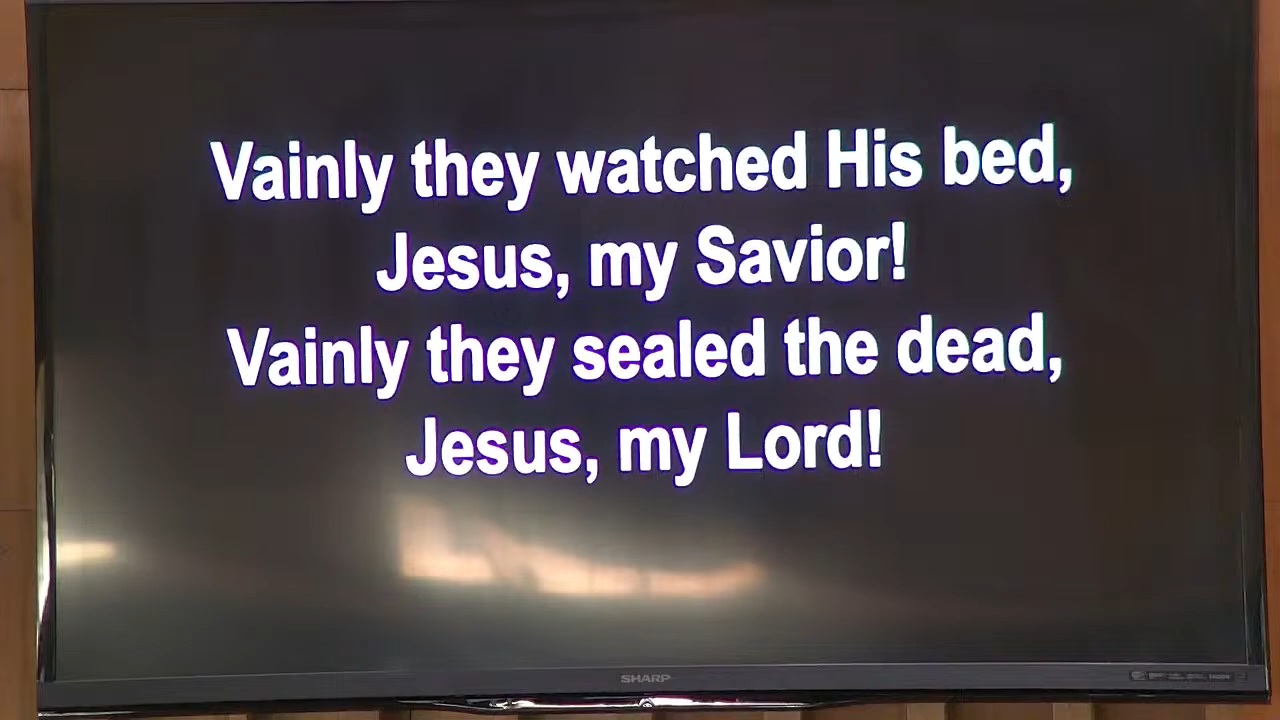 Vainly they watched His bed,
Jesus, my Savior!
Vainly they sealed the dead,
Jesus, my Lord!
SHARP